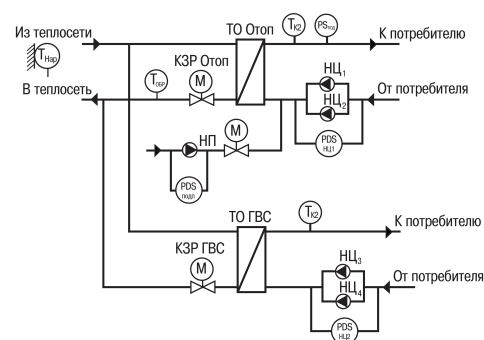 Из теплосети
ТО Отоп
TК2
PSпод
К потребителю
TНар
КЗР Отоп
В теплосеть
TОБР
M
НЦ1
НЦ2
От потребителя
PDS НЦ1
НП
M
PDS подп
ТО ГВС
TК2
К потребителю
КЗР ГВС
M
НЦ3
НЦ4
От потребителя
PDS НЦ2